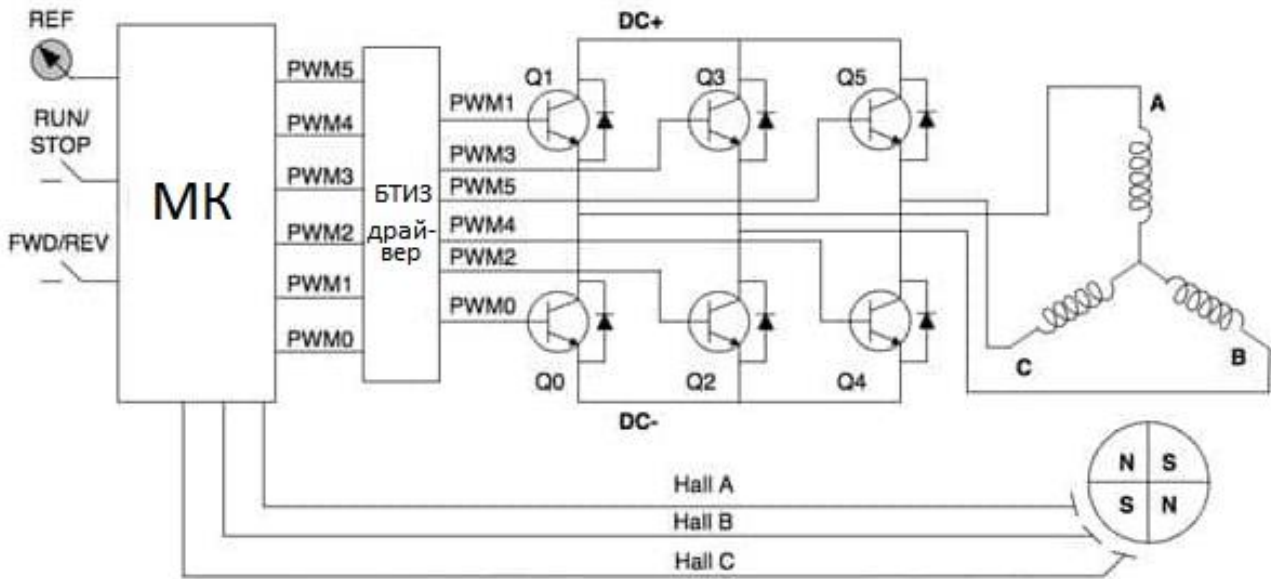 REF
RUN/
STOP
FWD/REV
МК
PWM5
PWM4
PWM3
PWM2
PWM1
PWM0
БТИЗ
драй-
вер
PWM1
PWM3
PWM5
PWM4
PWM2
PWM0
DC+
Q1
Q3
Q5
Q0
Q2
Q4
DC-
A
C
B
N S
S N
Hall A
Hall B
Hall C